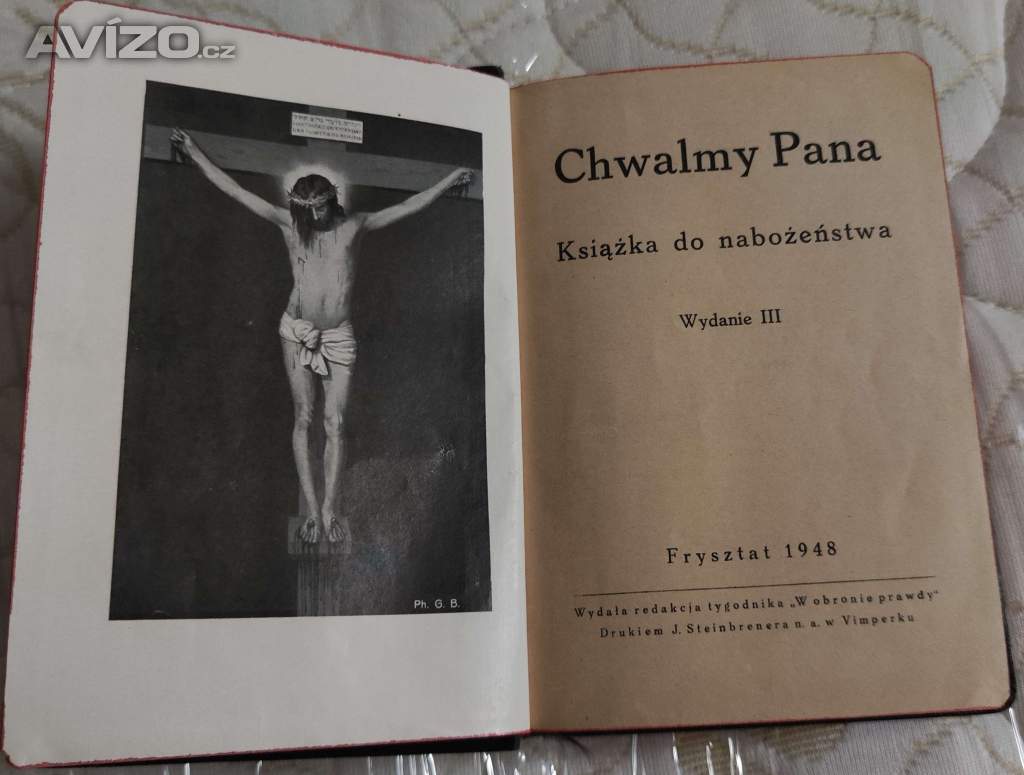 AVÍZO.cz
Ph. G. B.
Chwalmy Pana
Książka do nabożeństwa
Wydanie III
Frysztat 1948
Wydała redakcja tygodnika „W obronie prawdy“
Drukiem J. Steinbrenera n. a. w Vimperku